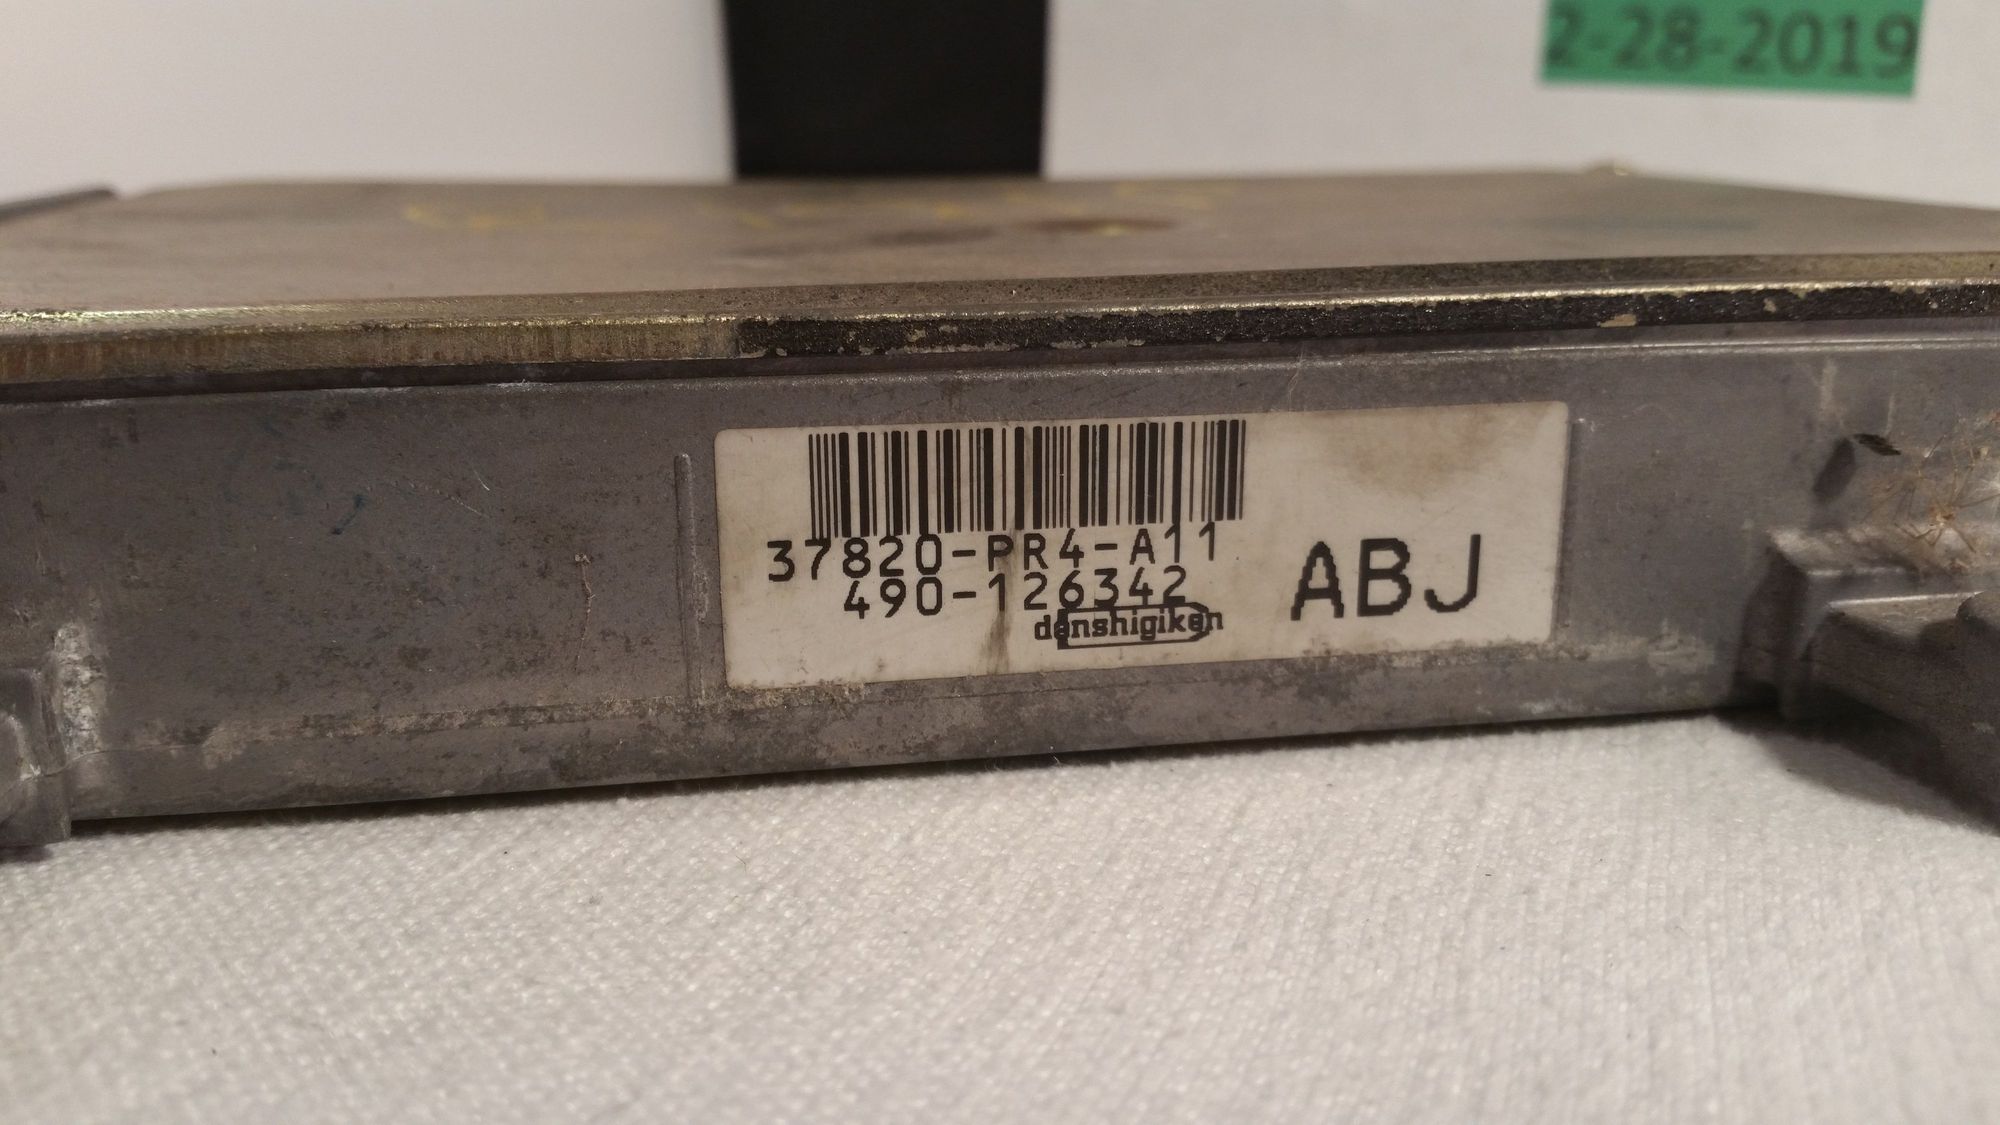 2-28-2019
37820-PR4-A11
490-126342
denshigiken
ABJ